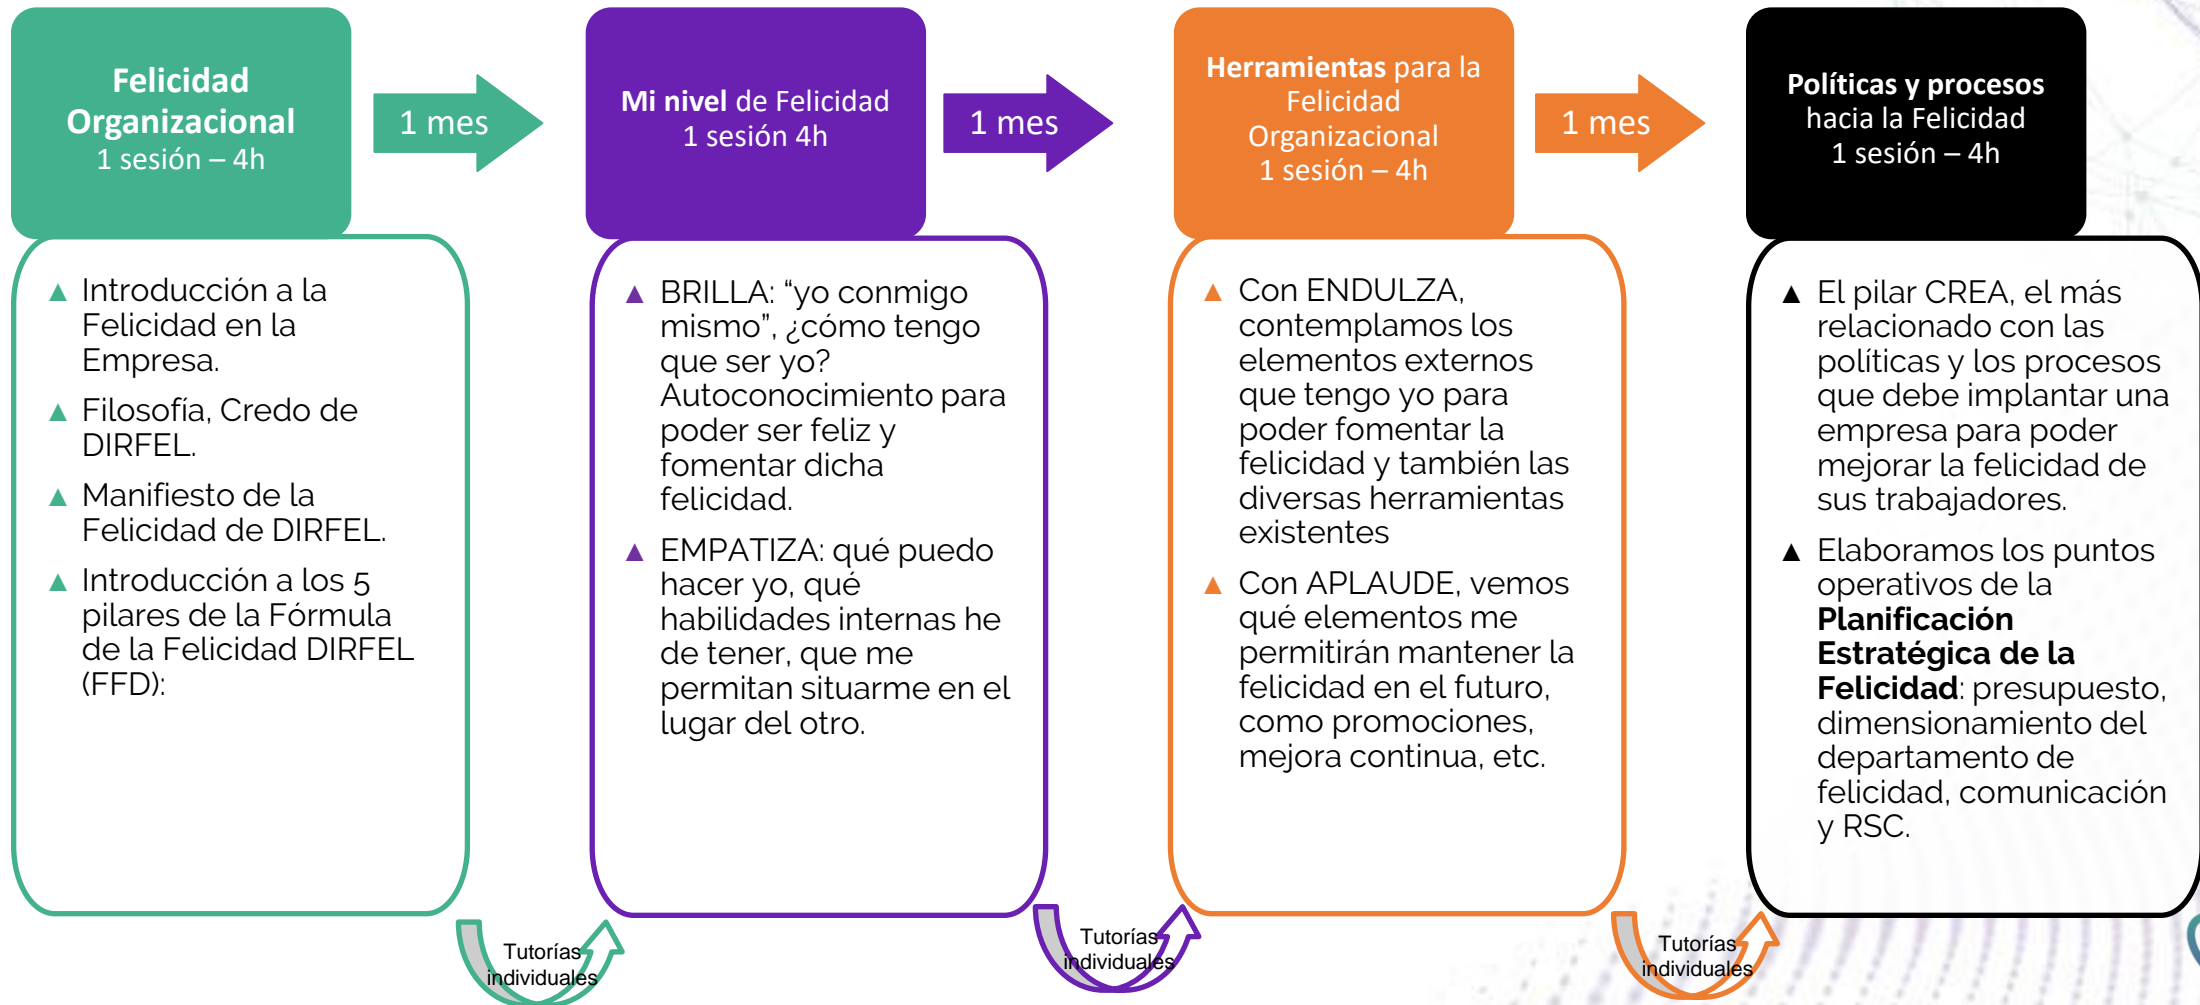 Felicidad
Organizacional
1 sesión – 4h
1 mes
Mi nivel de Felicidad
1 sesión 4h
1 mes
Herramientas para la
Felicidad
Organizacional
1 sesión – 4h
1 mes
Políticas y procesos
hacia la Felicidad
1 sesión – 4h
▲ Introducción a la
Felicidad en la
Empresa.
▲ Filosofía, Credo de
DIRFEL.
▲ Manifiesto de la
Felicidad de DIRFEL.
▲ Introducción a los 5
pilares de la Fórmula
de la Felicidad DIRFEL
(FFD):
▲ BRILLA: “yo conmigo
mismo”, ¿cómo tengo
que ser yo?
Autoconocimiento para
poder ser feliz y
fomentar dicha
felicidad.
▲ EMPATIZA: qué puedo
hacer yo, qué
habilidades internas he
de tener, que me
permitan situarme en el
lugar del otro.
▲ Con ENDULZA,
contemplamos los
elementos externos
que tengo yo para
poder fomentar la
felicidad y también las
diversas herramientas
existentes
▲ Con APLAUDE, vemos
qué elementos me
permitirán mantener la
felicidad en el futuro,
como promociones,
mejora continua, etc.
▲ El pilar CREA, el más
relacionado con las
políticas y los procesos
que debe implantar una
empresa para poder
mejorar la felicidad de
sus trabajadores.
▲ Elaboramos los puntos
operativos de la
Planificación
Estratégica de la
Felicidad: presupuesto,
dimensionamiento del
departamento de
felicidad, comunicación
y RSC.
Tutorías
individuales
Tutorías
individuales
Tutorías
individuales